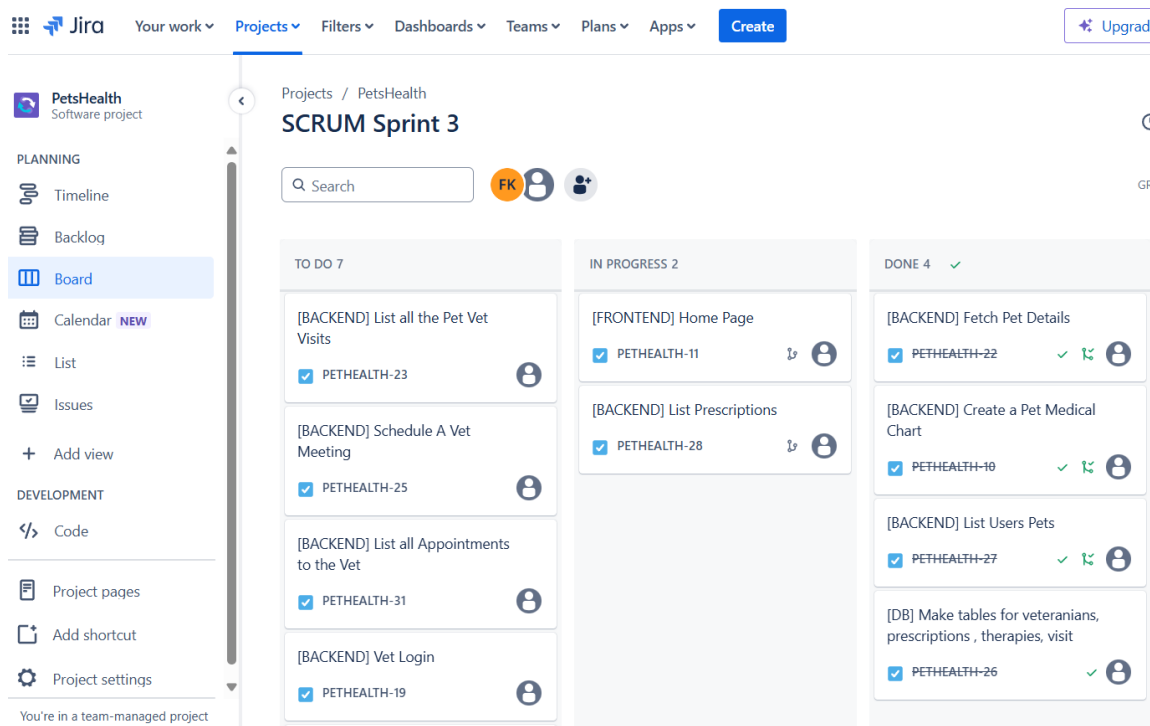 Jira
Your work
Projects
Filters
Dashboards
Teams
Plans
Apps
Create
Upgrad
PetsHealth
Software project
PLANNING
Timeline
Backlog
Board
Calendar NEW
List
Issues
Add view
DEVELOPMENT
Code
Project pages
Add shortcut
Project settings
You're in a team-managed project
Projects / PetsHealth
SCRUM Sprint 3
Search
FK
GR
TO DO 7
[BACKEND] List all the Pet Vet
Visits
PETHEALTH-23
[BACKEND] Schedule A Vet
Meeting
PETHEALTH-25
[BACKEND] List all Appointments
to the Vet
PETHEALTH-31
[BACKEND] Vet Login
PETHEALTH-19
IN PROGRESS 2
[FRONTEND] Home Page
PETHEALTH-11
[BACKEND] List Prescriptions
PETHEALTH-28
DONE 4
[BACKEND] Fetch Pet Details
PETHEALTH-22
[BACKEND] Create a Pet Medical
Chart
PETHEALTH-10
[BACKEND] List Users Pets
PETHEALTH-27
[DB] Make tables for veteranians,
prescriptions , therapies, visit
PETHEALTH-26